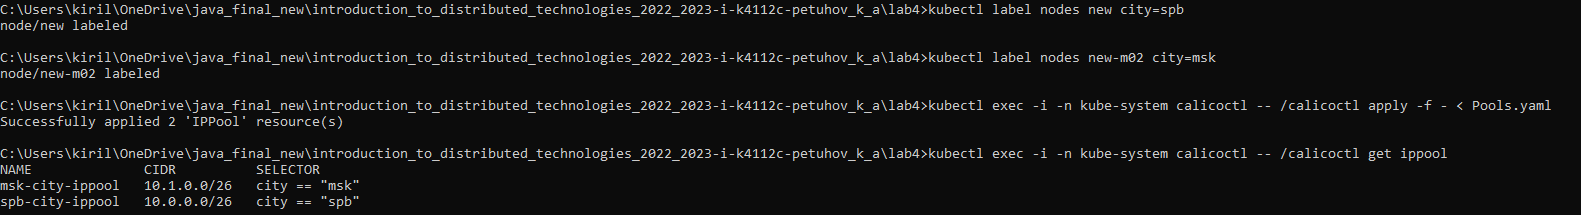 C:\Users\kiril\OneDrive\java_final_new\introduction_to_distributed_technologies_2022_2023-i-k4112c-petuhov_k_a\lab4>kubectl label nodes new city=spb
node/new labeled
C:\Users\kiril\OneDrive\java_final_new\introduction_to_distributed_technologies_2022_2023-i-k4112c-petuhov_k_a\lab4>kubectl label nodes new-m02 city=msk
node/new-m02 labeled
C:\Users\kiril\OneDrive\java_final_new\introduction_to_distributed_technologies_2022_2023-i-k4112c-petuhov_k_a\lab4>kubectl exec -i -n kube-system calicoctl -- /calicoctl apply -f - < Pools.yaml
Successfully applied 2 'IPPool' resource(s)
C:\Users\kiril\OneDrive\java_final_new\introduction_to_distributed_technologies_2022_2023-i-k4112c-petuhov_k_a\lab4>kubectl exec -i -n kube-system calicoctl -- /calicoctl get ippool
NAME              CIDR          SELECTOR
msk-city-ippool   10.1.0.0/26   city == "msk"
spb-city-ippool   10.0.0.0/26   city == "spb"